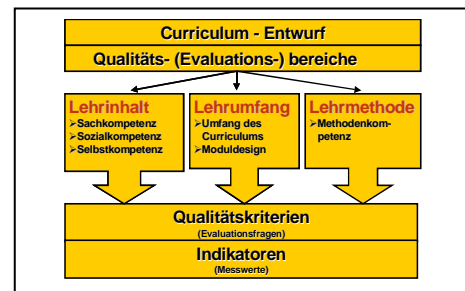 Curriculum - Entwurf
Qualitäts- (Evaluations-) bereiche
Lehrinhalt
➢Sachkompetenz
➢Sozialkompetenz
➢Selbstkompetenz
Lehrumfang
➢Umfang des
Curriculums
➢Moduldesign
Lehrmethode
➢Methodenkom-
petenz
Qualitätskriterien
(Evaluationsfragen)
Indikatoren
(Messwerte)